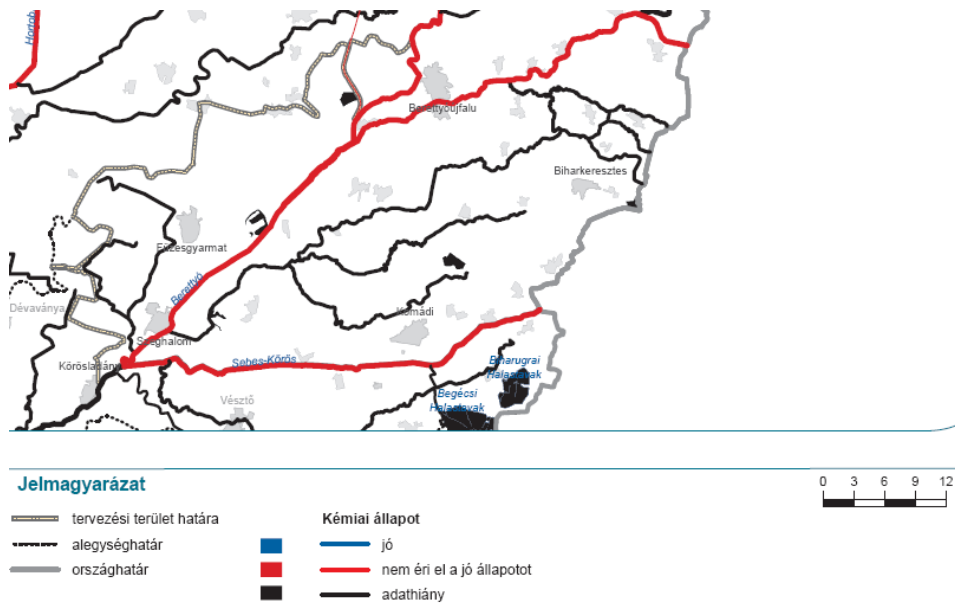 Hortob
Berettyóújfalu
Biharkeresztes
Füzesgyarmat
Berettyó
Dévaványa
Szeghalom
Komádi
Körösladány
Sebes-Körös
Biharugrai
Halastavak
Begécsi
Halastavak
Vésztő
Jelmagyarázat
0 3 6 9 12
tervezési terület határa
Kémiai állapot
alegységhatár
jó
országhatár
nem éri el a jó állapotot
adathiány